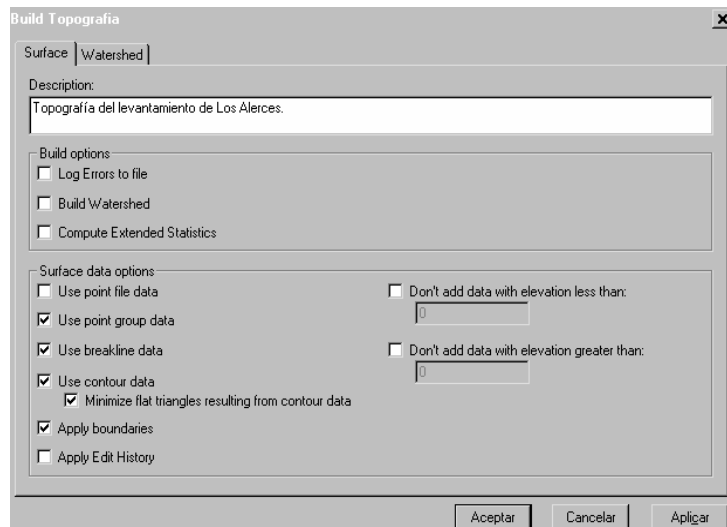 Build Topografia
Surface
Watershed
Description:
Topografía del levantamiento de Los Alerces.
Build options
Log Errors to file
Build Watershed
Compute Extended Statistics
Surface data options
Use point file data
Use point group data
Use breakline data
Use contour data
Minimize flat triangles resulting from contour data
Apply boundaries
Apply Edit History
Don't add data with elevation less than:
0
Don't add data with elevation greater than:
0
Aceptar
Cancelar
Aplicar